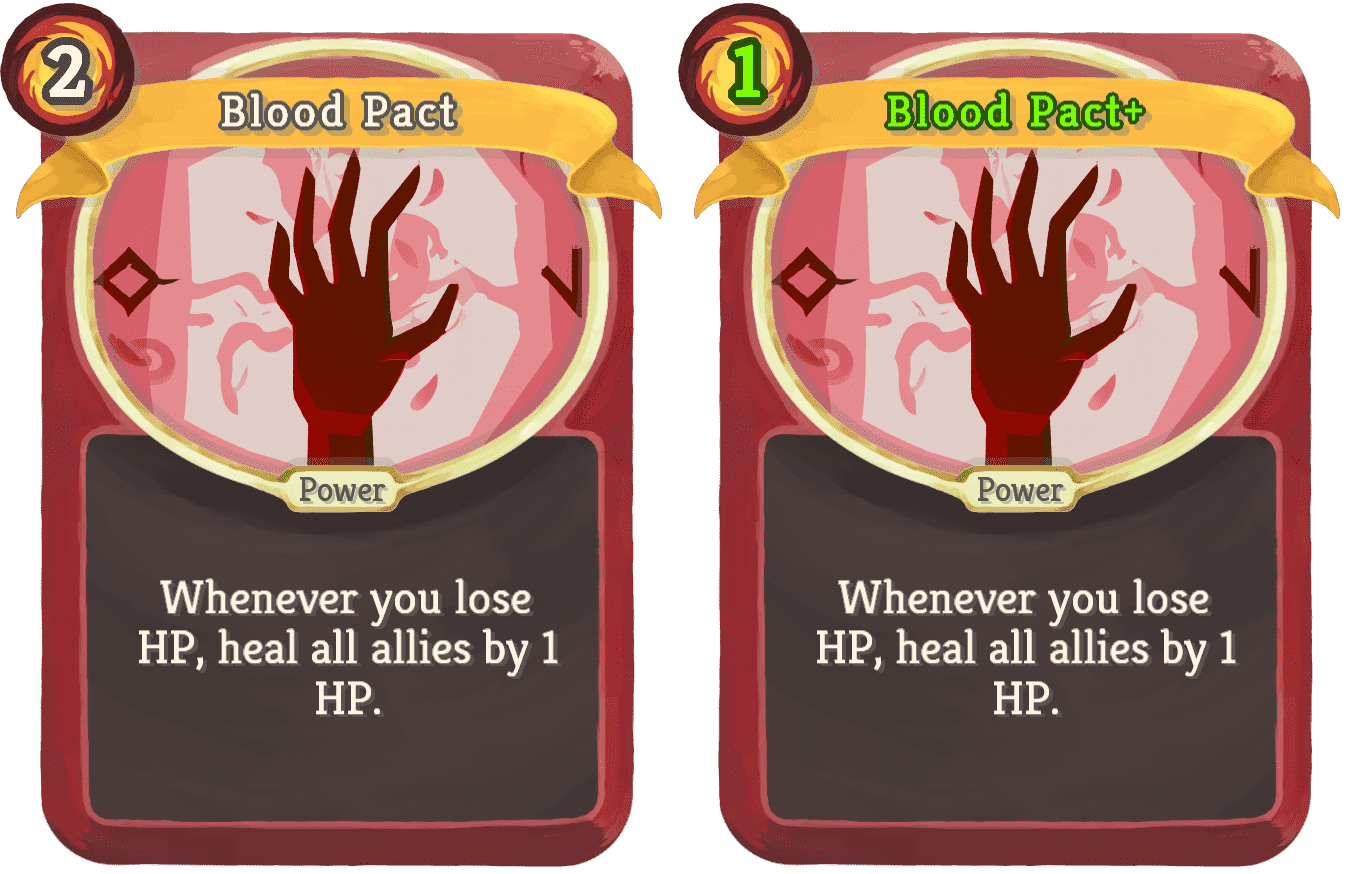 2
Blood Pact
Power
Whenever you lose
HP, heal all allies by 1
HP.
1
Blood Pact+
Power
Whenever you lose
HP, heal all allies by 1
HP.